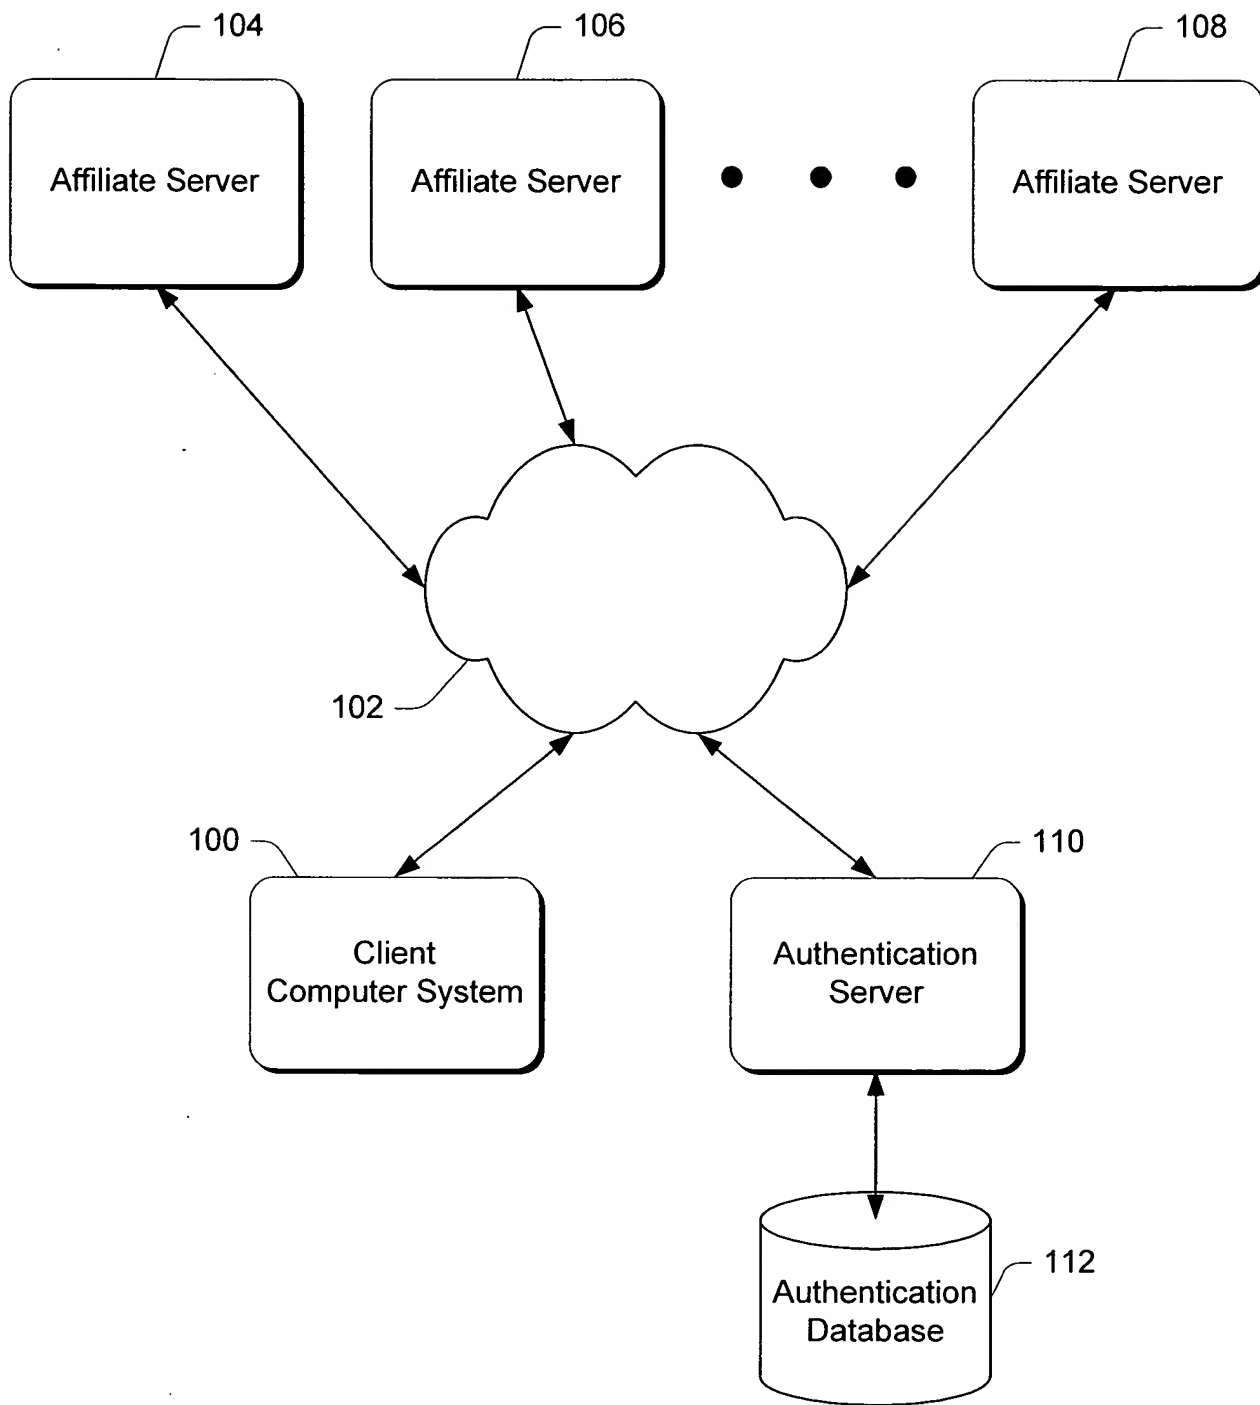 104
106
108
Affiliate Server
Affiliate Server
Affiliate Server
102
100
110
Client
Computer System
Authentication
Server
112
Authentication
Database